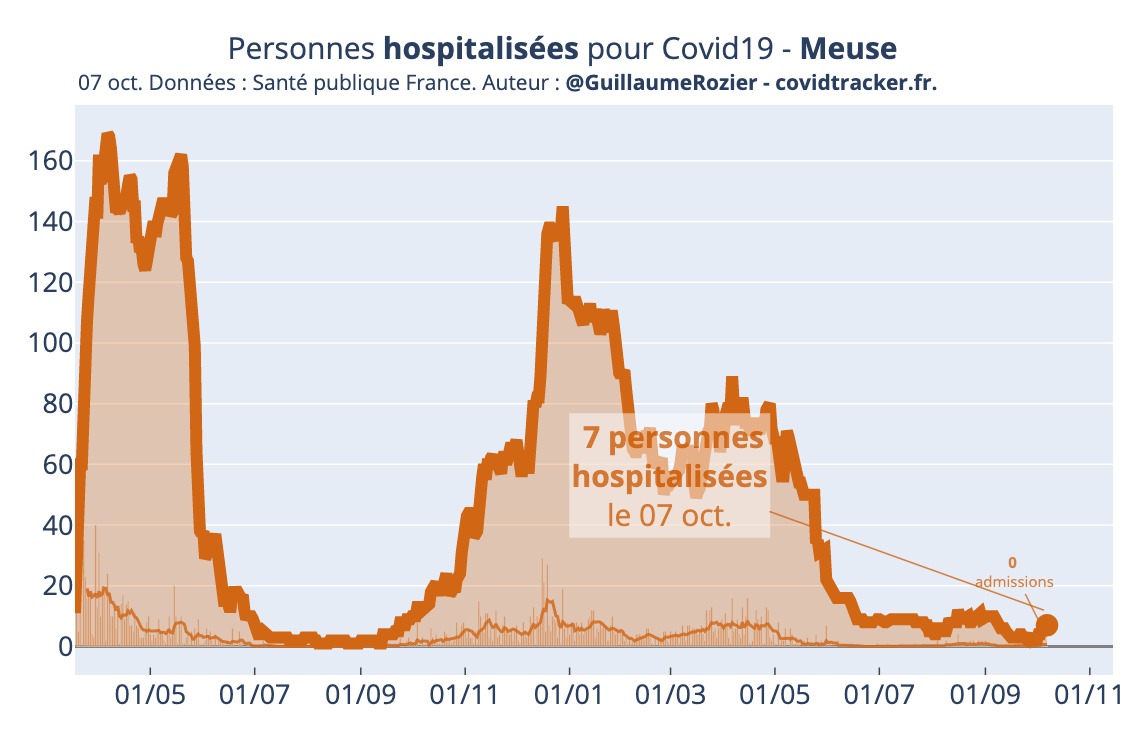 Personnes hospitalisées pour Covid19 - Meuse
07 oct. Données : Santé publique France. Auteur : @GuillaumeRozier - covidtracker.fr.
160
140
120
100
80
60
40
20
0
7 personnes
hospitalisées
le 07 oct.
0
admissions
01/05 01/07 01/09 01/11 01/01 01/03 01/05 01/07 01/09 01/11